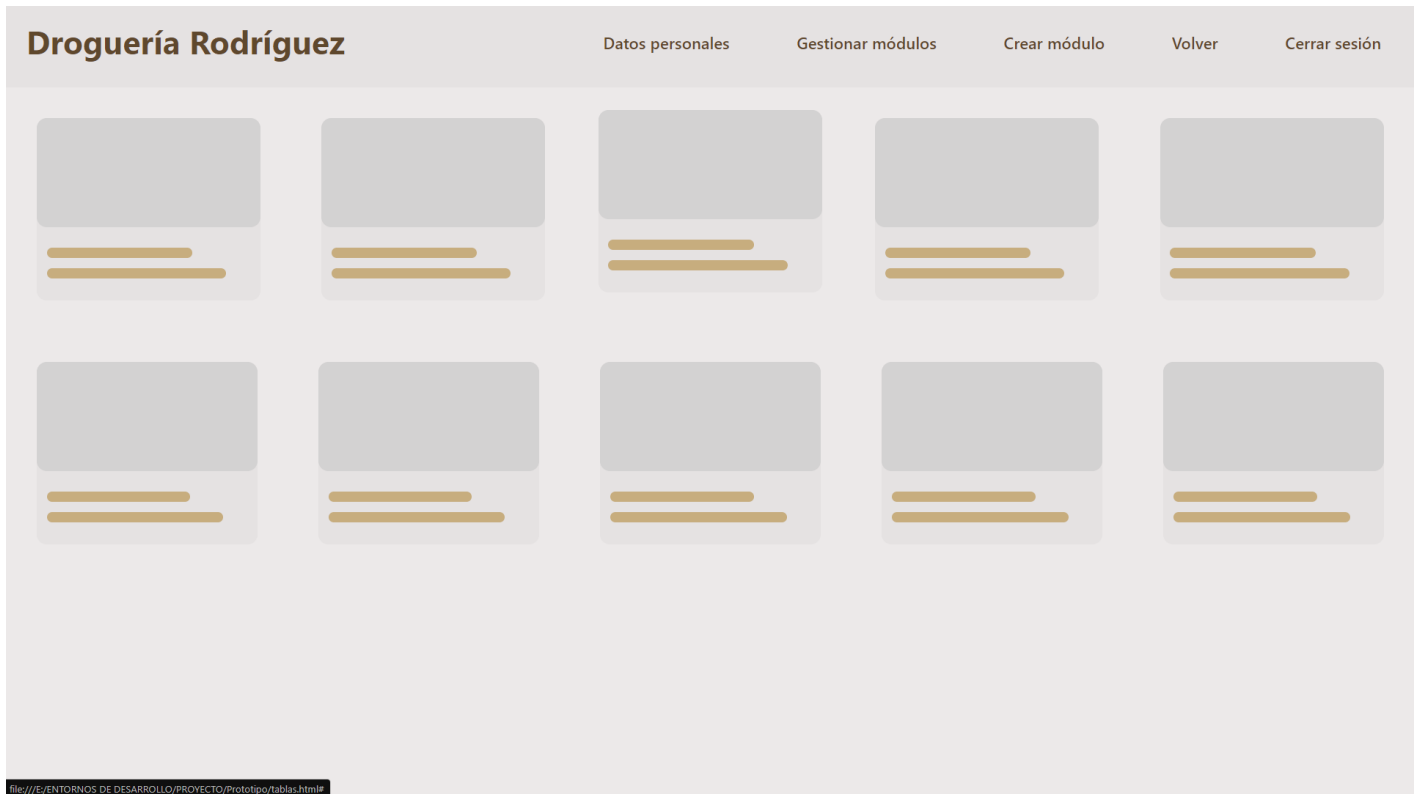 Droguería Rodríguez
Datos personales
Gestionar módulos
Crear módulo
Volver
Cerrar sesión
file:///E:/ENTORNOS DE DESARROLLO/PROYECTO/Prototipo/tablas.html#